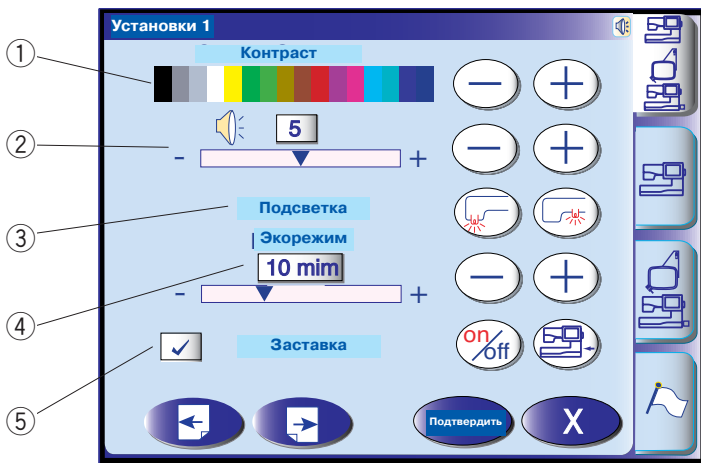 Установки 1
1
Контраст
2
5
- +
3
Подсветка
Экорежим
10 mim
4
- +
5
Заставка
on/off
Подтвердить
X